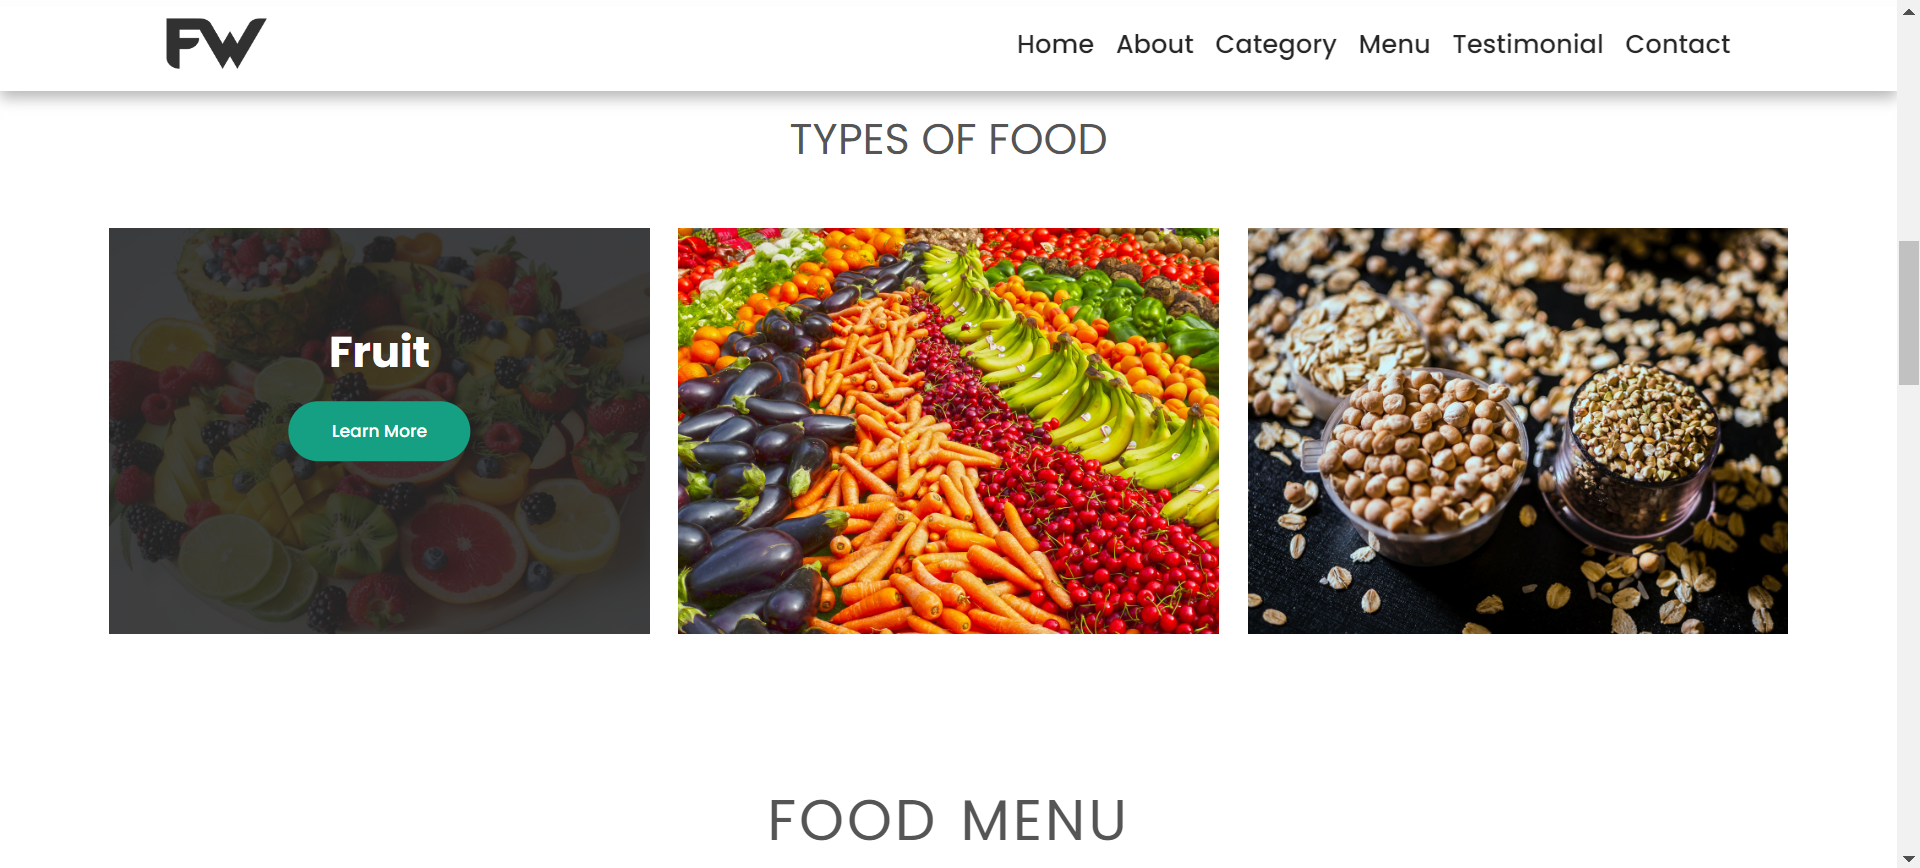 FW
Home About Category Menu Testimonial Contact
TYPES OF FOOD
Fruit
Learn More
FOOD MENU